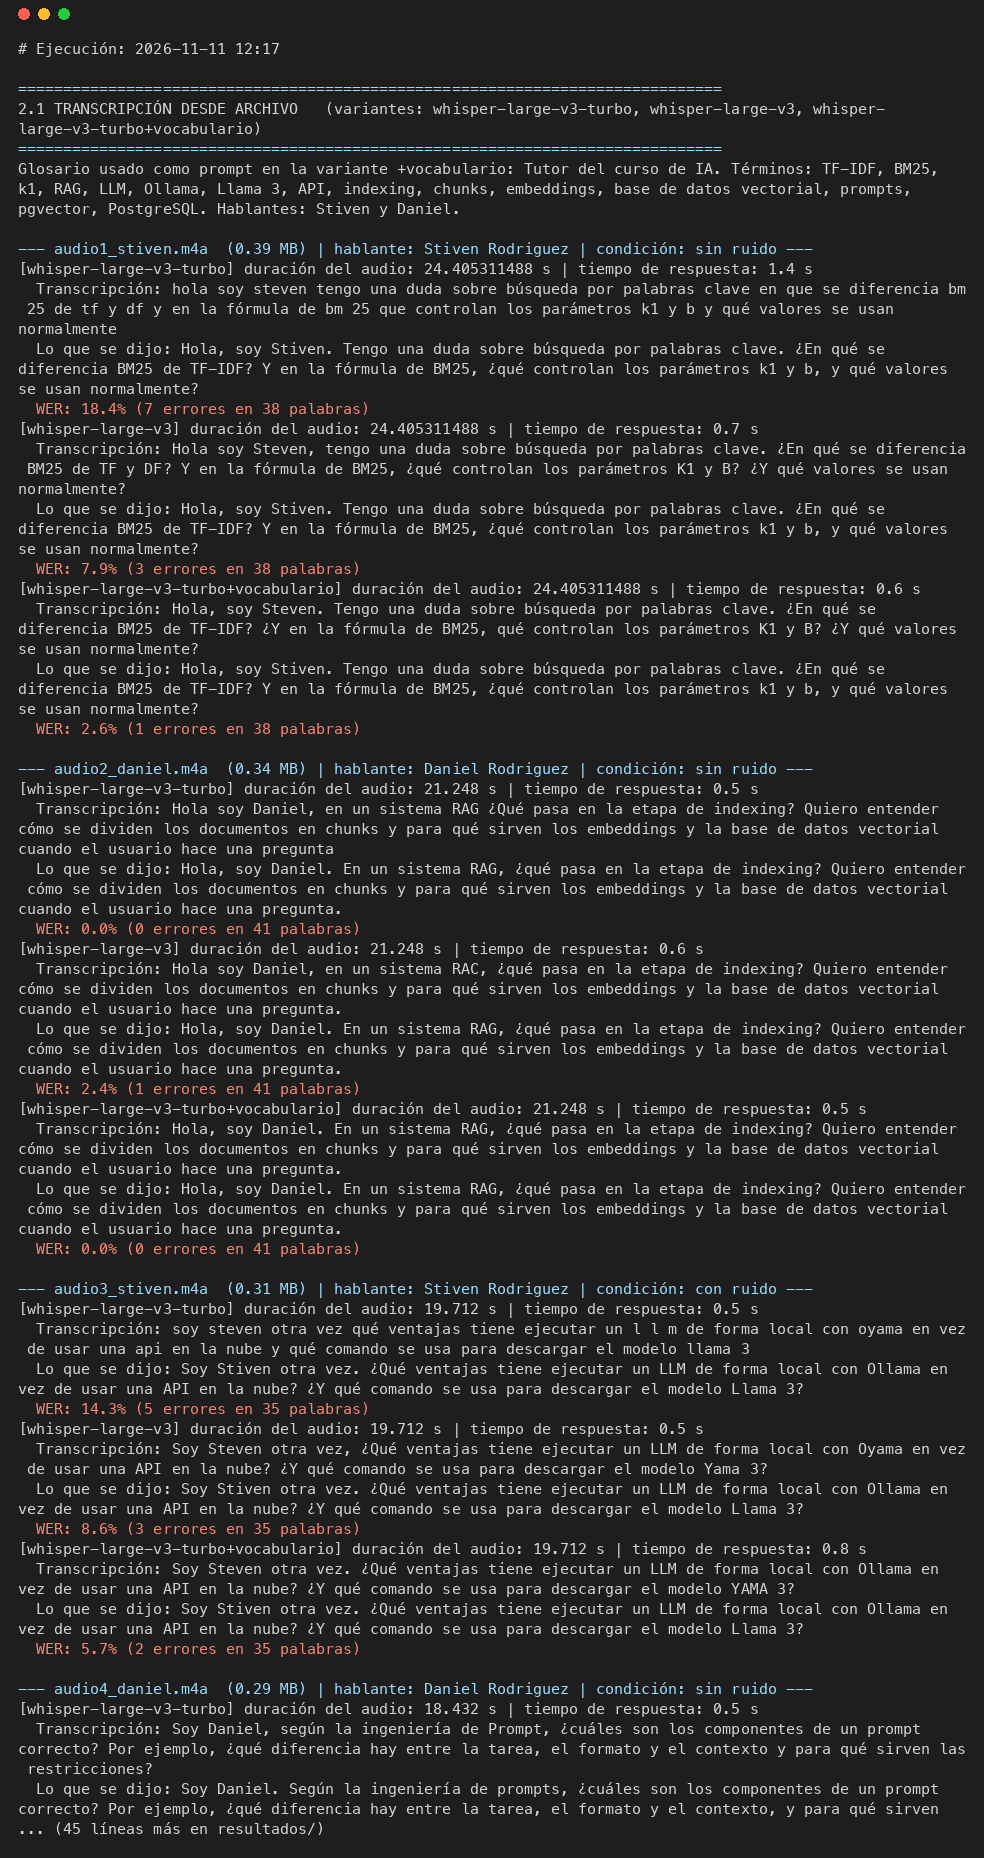 # Ejecución: 2026-11-11 12:17
==============================================================================
2.1 TRANSCRIPCIÓN DESDE ARCHIVO   (variantes: whisper-large-v3-turbo, whisper-large-v3, whisper-
large-v3-turbo+vocabulario)
==============================================================================
Glosario usado como prompt en la variante +vocabulario: Tutor del curso de IA. Términos: TF-IDF, BM25,
k1, RAG, LLM, Ollama, Llama 3, API, indexing, chunks, embeddings, base de datos vectorial, prompts,
pgvector, PostgreSQL. Hablantes: Stiven y Daniel.
--- audio1_stiven.m4a  (0.39 MB) | hablante: Stiven Rodriguez | condición: sin ruido ---
[whisper-large-v3-turbo] duración del audio: 24.405311488 s | tiempo de respuesta: 1.4 s
  Transcripción: hola soy steven tengo una duda sobre búsqueda por palabras clave en que se diferencia bm
 25 de tf y df y en la fórmula de bm 25 que controlan los parámetros k1 y b y qué valores se usan
normalmente
  Lo que se dijo: Hola, soy Stiven. Tengo una duda sobre búsqueda por palabras clave. ¿En qué se
diferencia BM25 de TF-IDF? Y en la fórmula de BM25, ¿qué controlan los parámetros k1 y b, y qué valores
se usan normalmente?
  WER: 18.4% (7 errores en 38 palabras)
[whisper-large-v3] duración del audio: 24.405311488 s | tiempo de respuesta: 0.7 s
  Transcripción: Hola soy Steven, tengo una duda sobre búsqueda por palabras clave. ¿En qué se diferencia
 BM25 de TF y DF? Y en la fórmula de BM25, ¿qué controlan los parámetros K1 y B? ¿Y qué valores se usan
normalmente?
  Lo que se dijo: Hola, soy Stiven. Tengo una duda sobre búsqueda por palabras clave. ¿En qué se
diferencia BM25 de TF-IDF? Y en la fórmula de BM25, ¿qué controlan los parámetros k1 y b, y qué valores
se usan normalmente?
  WER: 7.9% (3 errores en 38 palabras)
[whisper-large-v3-turbo+vocabulario] duración del audio: 24.405311488 s | tiempo de respuesta: 0.6 s
  Transcripción: Hola, soy Steven. Tengo una duda sobre búsqueda por palabras clave. ¿En qué se
diferencia BM25 de TF-IDF? ¿Y en la fórmula de BM25, qué controlan los parámetros K1 y B? ¿Y qué valores
se usan normalmente?
  Lo que se dijo: Hola, soy Stiven. Tengo una duda sobre búsqueda por palabras clave. ¿En qué se
diferencia BM25 de TF-IDF? Y en la fórmula de BM25, ¿qué controlan los parámetros k1 y b, y qué valores
se usan normalmente?
  WER: 2.6% (1 errores en 38 palabras)
--- audio2_daniel.m4a  (0.34 MB) | hablante: Daniel Rodriguez | condición: sin ruido ---
[whisper-large-v3-turbo] duración del audio: 21.248 s | tiempo de respuesta: 0.5 s
  Transcripción: Hola soy Daniel, en un sistema RAG ¿Qué pasa en la etapa de indexing? Quiero entender
cómo se dividen los documentos en chunks y para qué sirven los embeddings y la base de datos vectorial
cuando el usuario hace una pregunta
  Lo que se dijo: Hola, soy Daniel. En un sistema RAG, ¿qué pasa en la etapa de indexing? Quiero entender
 cómo se dividen los documentos en chunks y para qué sirven los embeddings y la base de datos vectorial
cuando el usuario hace una pregunta.
  WER: 0.0% (0 errores en 41 palabras)
[whisper-large-v3] duración del audio: 21.248 s | tiempo de respuesta: 0.6 s
  Transcripción: Hola soy Daniel, en un sistema RAC, ¿qué pasa en la etapa de indexing? Quiero entender
cómo se dividen los documentos en chunks y para qué sirven los embeddings y la base de datos vectorial
cuando el usuario hace una pregunta.
  Lo que se dijo: Hola, soy Daniel. En un sistema RAG, ¿qué pasa en la etapa de indexing? Quiero entender
 cómo se dividen los documentos en chunks y para qué sirven los embeddings y la base de datos vectorial
cuando el usuario hace una pregunta.
  WER: 2.4% (1 errores en 41 palabras)
[whisper-large-v3-turbo+vocabulario] duración del audio: 21.248 s | tiempo de respuesta: 0.5 s
  Transcripción: Hola, soy Daniel. En un sistema RAG, ¿qué pasa en la etapa de indexing? Quiero entender
cómo se dividen los documentos en chunks y para qué sirven los embeddings y la base de datos vectorial
cuando el usuario hace una pregunta.
  Lo que se dijo: Hola, soy Daniel. En un sistema RAG, ¿qué pasa en la etapa de indexing? Quiero entender
 cómo se dividen los documentos en chunks y para qué sirven los embeddings y la base de datos vectorial
cuando el usuario hace una pregunta.
  WER: 0.0% (0 errores en 41 palabras)
--- audio3_stiven.m4a  (0.31 MB) | hablante: Stiven Rodriguez | condición: con ruido ---
[whisper-large-v3-turbo] duración del audio: 19.712 s | tiempo de respuesta: 0.5 s
  Transcripción: soy steven otra vez qué ventajas tiene ejecutar un l l m de forma local con oyama en vez
 de usar una api en la nube y qué comando se usa para descargar el modelo llama 3
  Lo que se dijo: Soy Stiven otra vez. ¿Qué ventajas tiene ejecutar un LLM de forma local con Ollama en
vez de usar una API en la nube? ¿Y qué comando se usa para descargar el modelo Llama 3?
  WER: 14.3% (5 errores en 35 palabras)
[whisper-large-v3] duración del audio: 19.712 s | tiempo de respuesta: 0.5 s
  Transcripción: Soy Steven otra vez, ¿Qué ventajas tiene ejecutar un LLM de forma local con Oyama en vez
 de usar una API en la nube? ¿Y qué comando se usa para descargar el modelo Yama 3?
  Lo que se dijo: Soy Stiven otra vez. ¿Qué ventajas tiene ejecutar un LLM de forma local con Ollama en
vez de usar una API en la nube? ¿Y qué comando se usa para descargar el modelo Llama 3?
  WER: 8.6% (3 errores en 35 palabras)
[whisper-large-v3-turbo+vocabulario] duración del audio: 19.712 s | tiempo de respuesta: 0.8 s
  Transcripción: Soy Steven otra vez. ¿Qué ventajas tiene ejecutar un LLM de forma local con Ollama en
vez de usar una API en la nube? ¿Y qué comando se usa para descargar el modelo YAMA 3?
  Lo que se dijo: Soy Stiven otra vez. ¿Qué ventajas tiene ejecutar un LLM de forma local con Ollama en
vez de usar una API en la nube? ¿Y qué comando se usa para descargar el modelo Llama 3?
  WER: 5.7% (2 errores en 35 palabras)
--- audio4_daniel.m4a  (0.29 MB) | hablante: Daniel Rodriguez | condición: sin ruido ---
[whisper-large-v3-turbo] duración del audio: 18.432 s | tiempo de respuesta: 0.5 s
  Transcripción: Soy Daniel, según la ingeniería de Prompt, ¿cuáles son los componentes de un prompt
correcto? Por ejemplo, ¿qué diferencia hay entre la tarea, el formato y el contexto y para qué sirven las
 restricciones?
  Lo que se dijo: Soy Daniel. Según la ingeniería de prompts, ¿cuáles son los componentes de un prompt
correcto? Por ejemplo, ¿qué diferencia hay entre la tarea, el formato y el contexto, y para qué sirven
... (45 líneas más en resultados/)